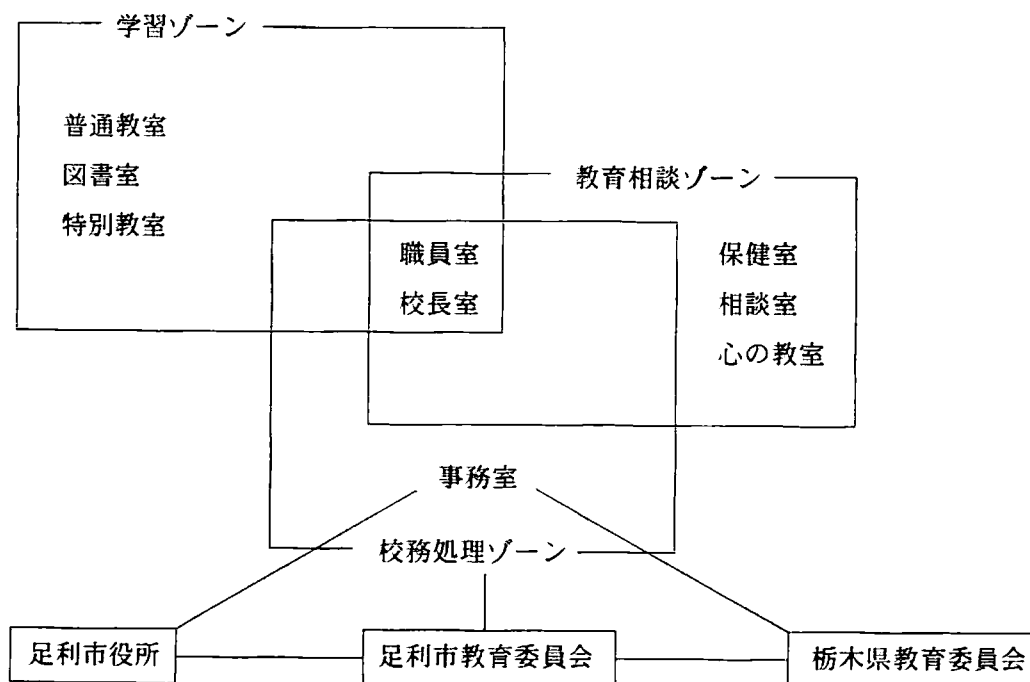 学習ゾーン
普通教室
図書室
特別教室
教育相談ゾーン
職員室
校長室
保健室
相談室
心の教室
事務室
校務処理ゾーン
足利市役所
足利市教育委員会
栃木県教育委員会